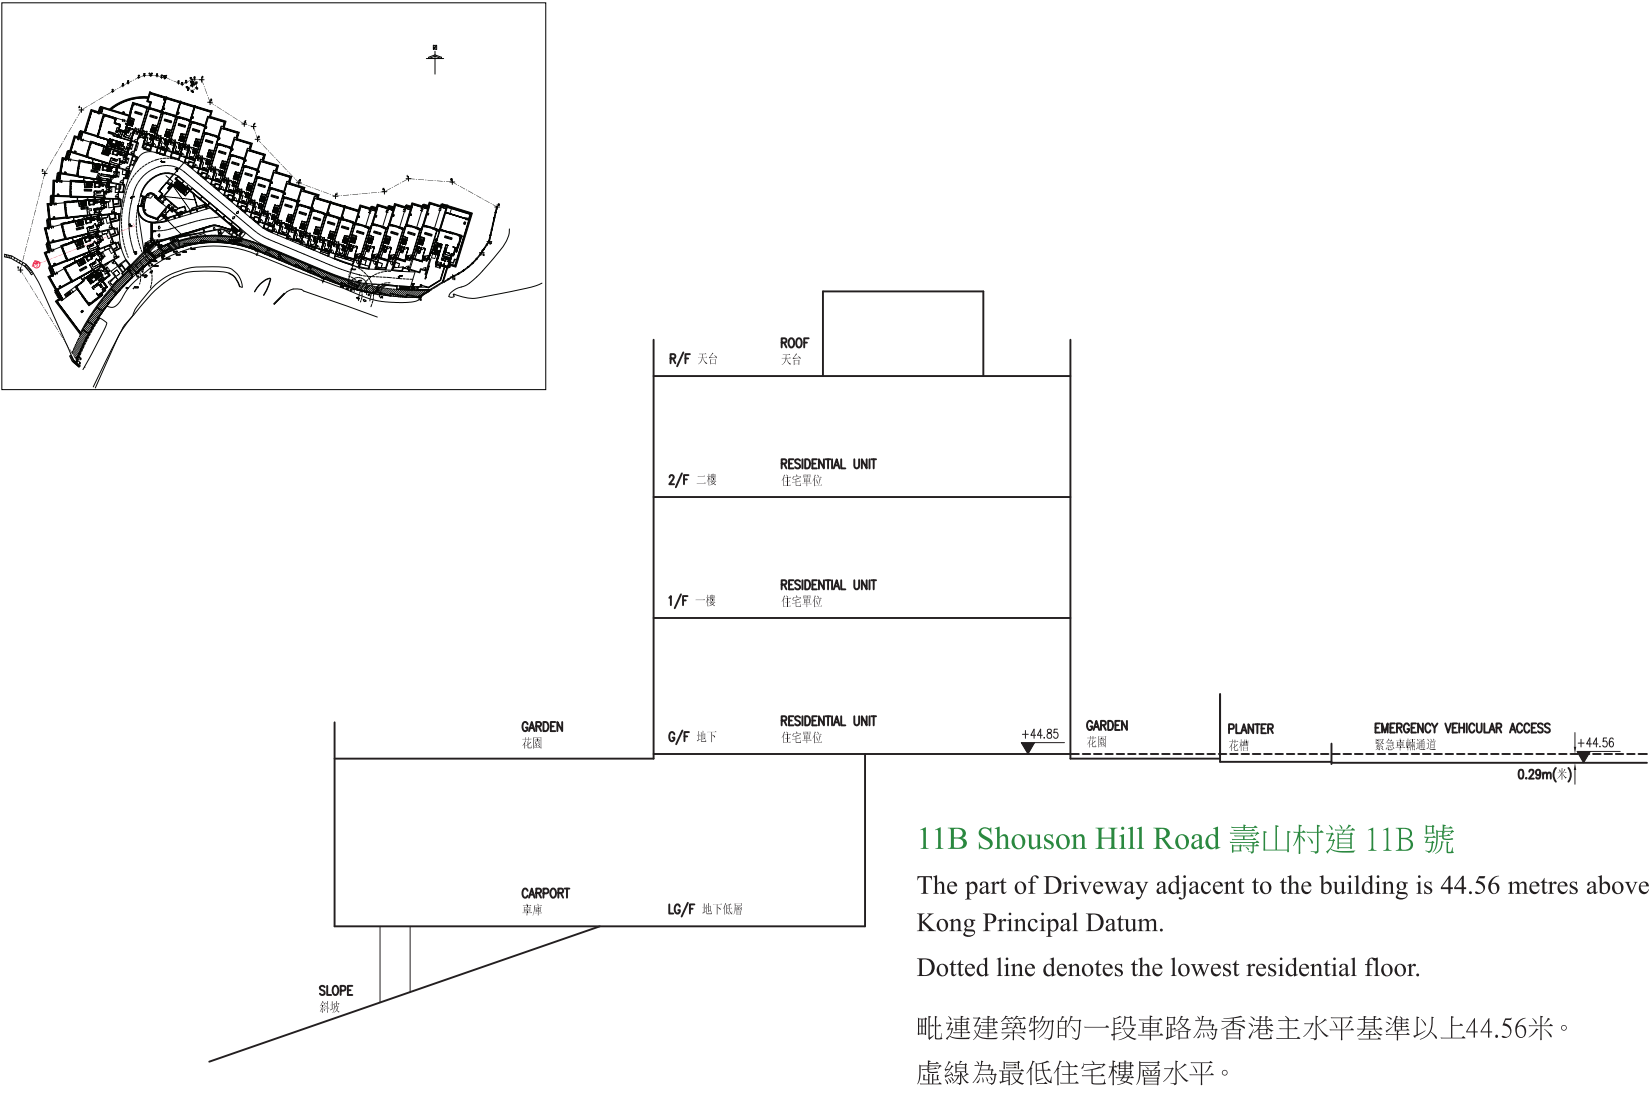 ROOF
R/F 天台
天台
RESIDENTIAL UNIT
2/F 二樓
住宅單位
RESIDENTIAL UNIT
1/F 一樓
住宅單位
GARDEN
花園
RESIDENTIAL UNIT
G/F 地下
住宅單位
+44.85
GARDEN
花園
PLANTER
花槽
EMERGENCY VEHICULAR ACCESS
緊急車輛通道
+44.56
0.29m(米)
CARPORT
車庫
LG/F 地下低層
SLOPE
斜坡
11B Shouson Hill Road 壽山村道 11B 號
The part of Driveway adjacent to the building is 44.56 metres above
Kong Principal Datum.
Dotted line denotes the lowest residential floor.
毗連建築物的一段車路為香港主水平基準以上44.56米。
虛線為最低住宅樓層水平。